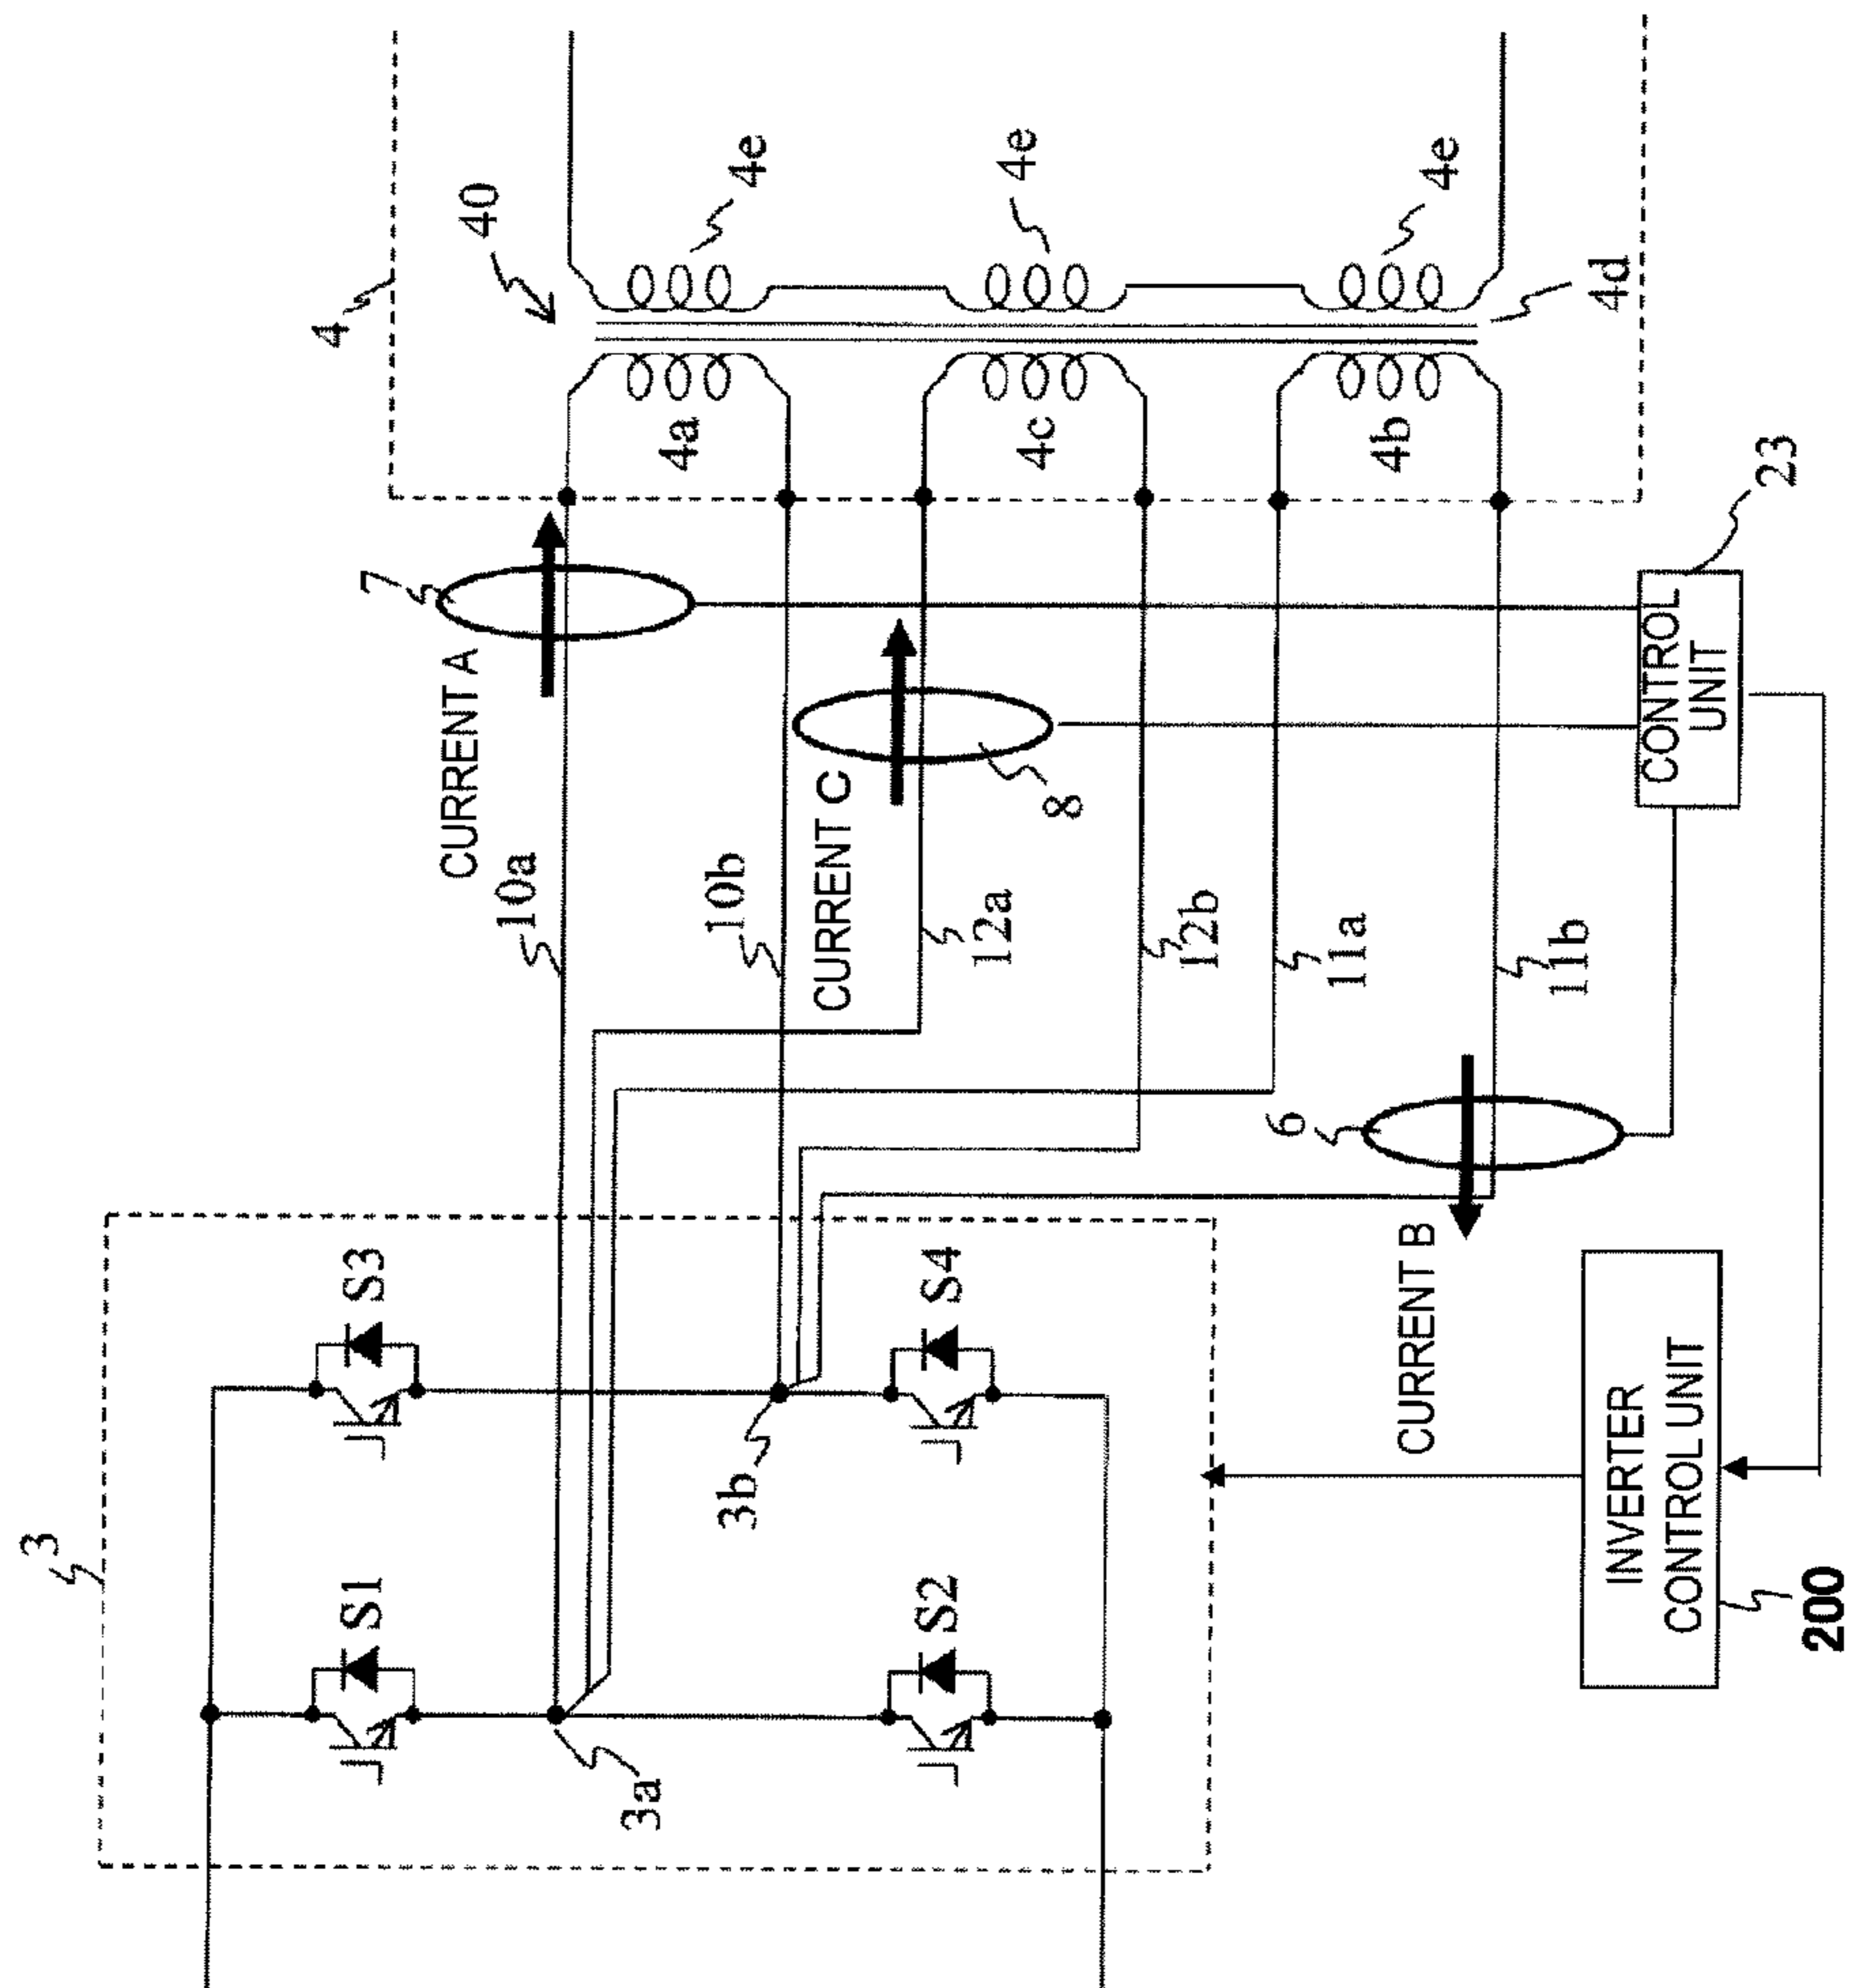 3
S1
S3
3a
3b
S2
S4
4
40
4e
4e
4e
4d
4a
4c
4b
7
CURRENT A
10a
10b
CURRENT C
8
12a
12b
11a
11b
6
CURRENT B
23
CONTROL
UNIT
INVERTER
CONTROL UNIT
200